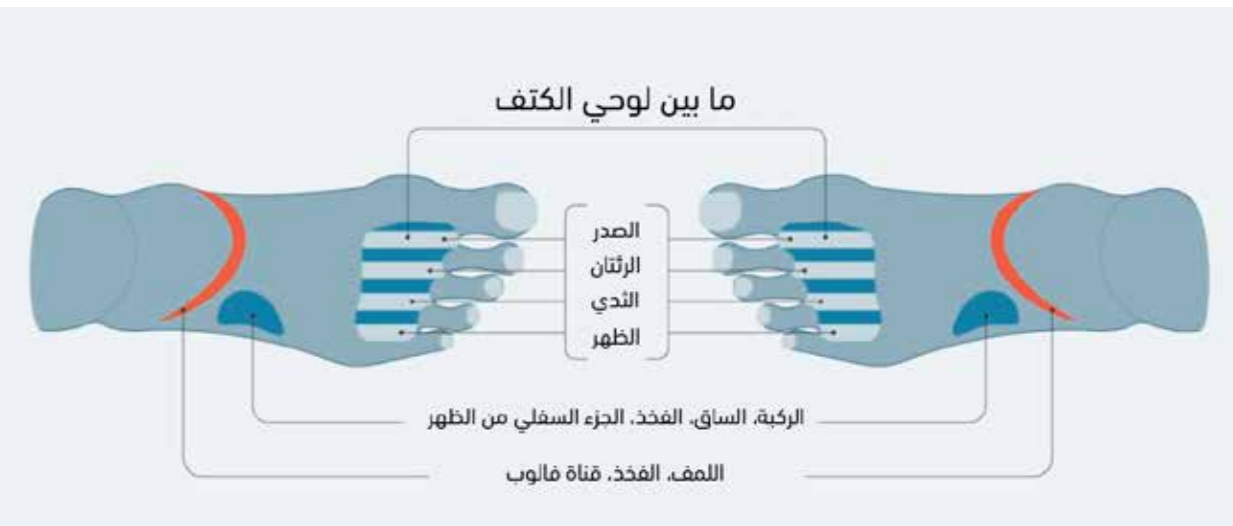 ما بين لوحي الكتف
الصدر
الرئتان
الثدي
الظهر
الركبة، الساق، الفخذ، الجزء السفلي من الظهر
اللمف، الفخذ، قناة فالوب